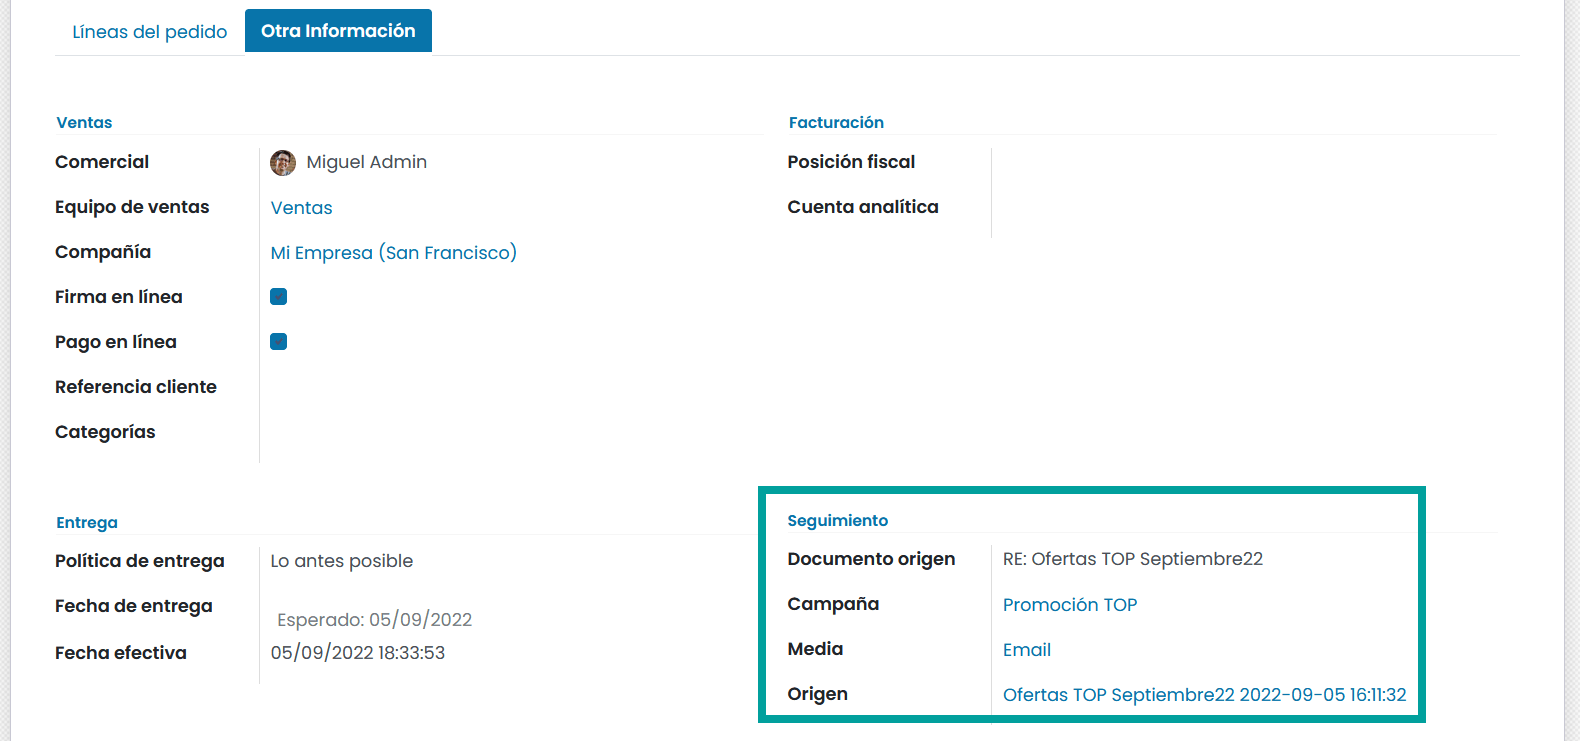 Líneas del pedido
Otra Información
Ventas
Comercial Miguel Admin
Equipo de ventas Ventas
Compañía Mi Empresa (San Francisco)
Firma en línea
Pago en línea
Referencia cliente
Categorías
Facturación
Posición fiscal
Cuenta analítica
Entrega
Política de entrega Lo antes posible
Fecha de entrega Esperado: 05/09/2022
Fecha efectiva 05/09/2022 18:33:53
Seguimiento
Documento origen RE: Ofertas TOP Septiembre22
Campaña Promoción TOP
Media Email
Origen Ofertas TOP Septiembre22 2022-09-05 16:11:32